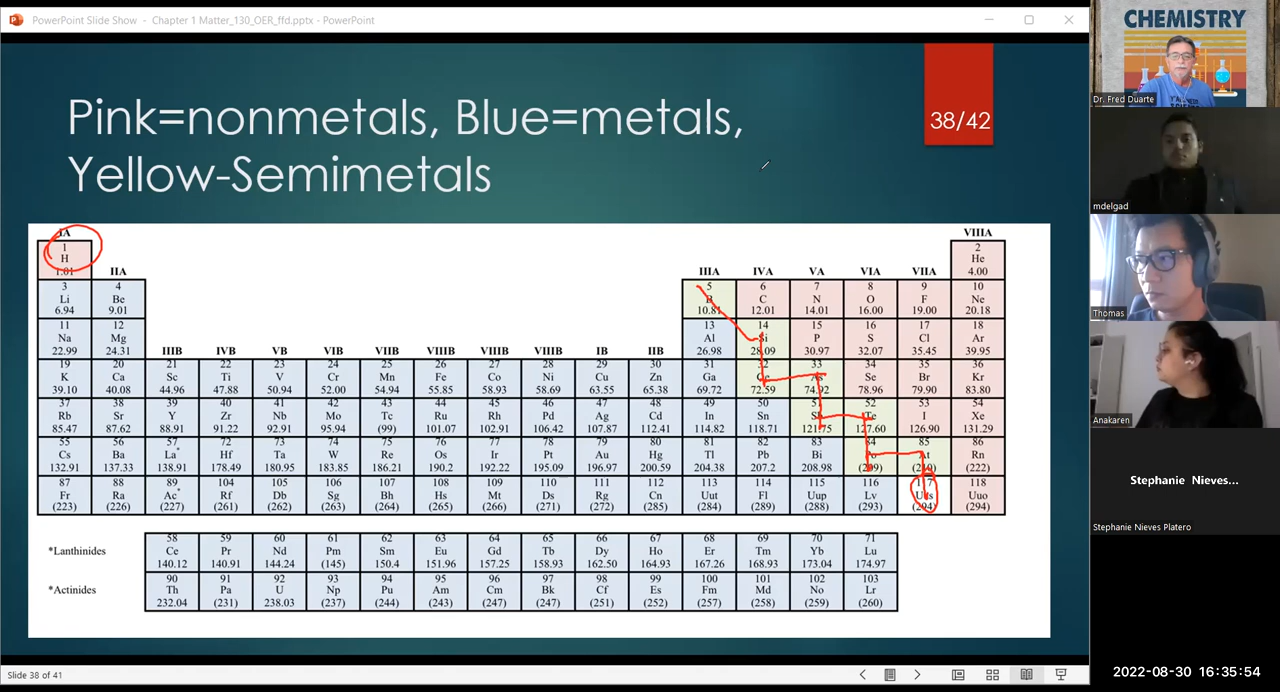 PowerPoint Slide Show - Chapter 1 Matter_130_OER_ffd.pptx - PowerPoint
Pink=nonmetals, Blue=metals,
Yellow-Semimetals
38/42
IA VIIIA
1 2
H He
1.01 IIA IIIA IVA VA VIA VIIA 4.00
3 4 5 6 7 8 9 10
Li Be B C N O F Ne
6.94 9.01 10.81 12.01 14.01 16.00 19.00 20.18
11 12 13 14 15 16 17 18
Na Mg Al Si P S Cl Ar
22.99 24.31 IIIB IVB VB VIB VIIB VIIIB VIIIB VIIIB IB IIB 26.98 28.09 30.97 32.07 35.45 39.95
19 20 21 22 23 24 25 26 27 28 29 30 31 32 33 34 35 36
K Ca Sc Ti V Cr Mn Fe Co Ni Cu Zn Ga Ge As Se Br Kr
39.10 40.08 44.96 47.88 50.94 52.00 54.94 55.85 58.93 58.69 63.55 65.38 69.72 72.59 74.92 78.96 79.90 83.80
37 38 39 40 41 42 43 44 45 46 47 48 49 50 51 52 53 54
Rb Sr Y Zr Nb Mo Tc Ru Rh Pd Ag Cd In Sn Sb Te I Xe
85.47 87.62 88.91 91.22 92.91 95.94 (99) 101.07 102.91 106.42 107.87 112.41 114.82 118.71 121.75 127.60 126.90 131.29
55 56 57 72 73 74 75 76 77 78 79 80 81 82 83 84 85 86
Cs Ba La* Hf Ta W Re Os Ir Pt Au Hg Tl Pb Bi Po At Rn
132.91 137.33 138.91 178.49 180.95 183.85 186.21 190.2 192.22 195.09 196.97 200.59 204.38 207.2 208.98 (209) (210) (222)
87 88 89 104 105 106 107 108 109 110 111 112 113 114 115 116 117 118
Fr Ra Ac* Rf Db Sg Bh Hs Mt Ds Rg Cn Uut Fl Uup Lv Uus Uuo
(223) (226) (227) (261) (262) (263) (264) (265) (266) (271) (272) (285) (284) (289) (288) (293) (294) (294)
58 59 60 61 62 63 64 65 66 67 68 69 70 71
*Lanthinides Ce Pr Nd Pm Sm Eu Gd Tb Dy Ho Er Tm Yb Lu
140.12 140.91 144.24 (145) 150.4 151.96 157.25 158.93 162.50 164.93 167.26 168.93 173.04 174.97
90 91 92 93 94 95 96 97 98 99 100 101 102 103
*Actinides Th Pa U Np Pu Am Cm Bk Cf Es Fm Md No Lr
232.04 (231) 238.03 (237) (244) (243) (247) (247) (251) (252) (257) (258) (259) (260)
Slide 38 of 41
CHEMISTRY
Dr. Fred Duarte
mdelgad
Thomas
Anakaren
Stephanie Nieves...
Stephanie Nieves Platero
2022-08-30 16:35:54